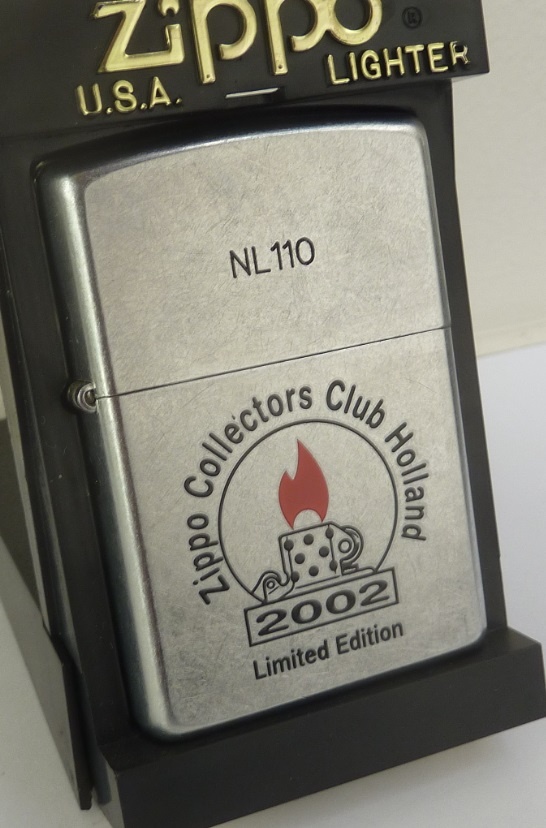 Zippo ®
U.S.A. LIGHTER
NL110
Zippo Collectors Club Holland
2002
Limited Edition